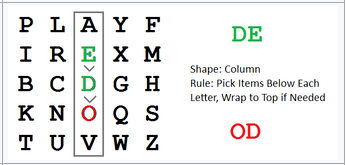 P L A Y F
I R E X M
B C D G H
K N O Q S
T U V W Z
DE
Shape: Column
Rule: Pick Items Below Each
Letter, Wrap to Top if Needed
OD